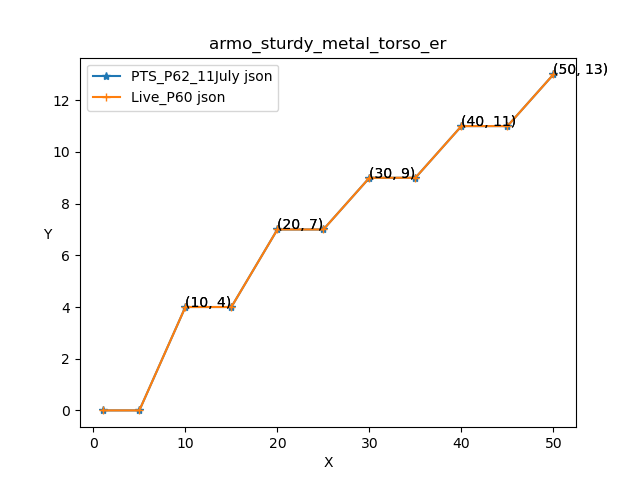 armo_sturdy_metal_torso_er
PTS_P62_11July json
Live_P60 json
(50, 13)
(40, 11)
(30, 9)
(20, 7)
(10, 4)
12
10
8
6
4
2
0
Y
0 10 20 30 40 50
X